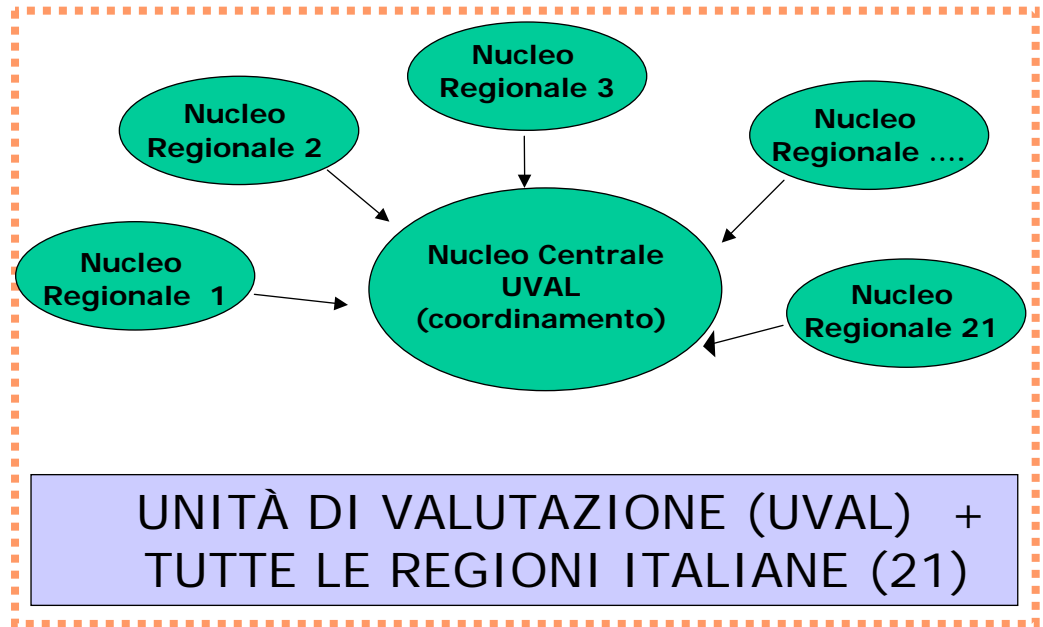 Nucleo
Regionale 3
Nucleo
Regionale 2
Nucleo
Regionale ....
Nucleo
Regionale 1
Nucleo Centrale
UVAL
(coordinamento)
Nucleo
Regionale 21
UNITÀ DI VALUTAZIONE (UVAL) +
TUTTE LE REGIONI ITALIANE (21)